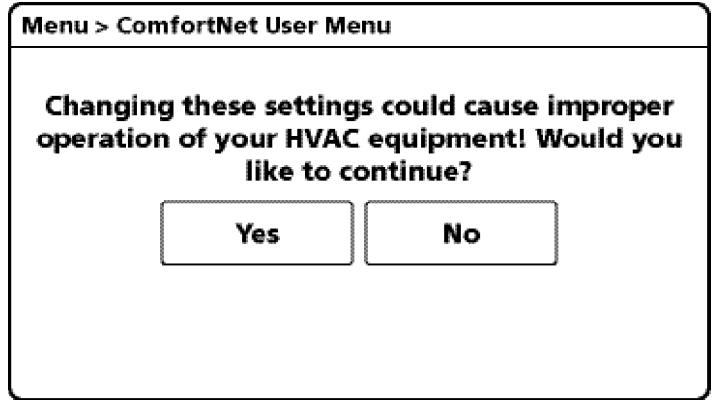 Menu > ComfortNet User Menu
Changing these settings could cause improper
operation of your HVAC equipment! Would you
like to continue?
Yes
No